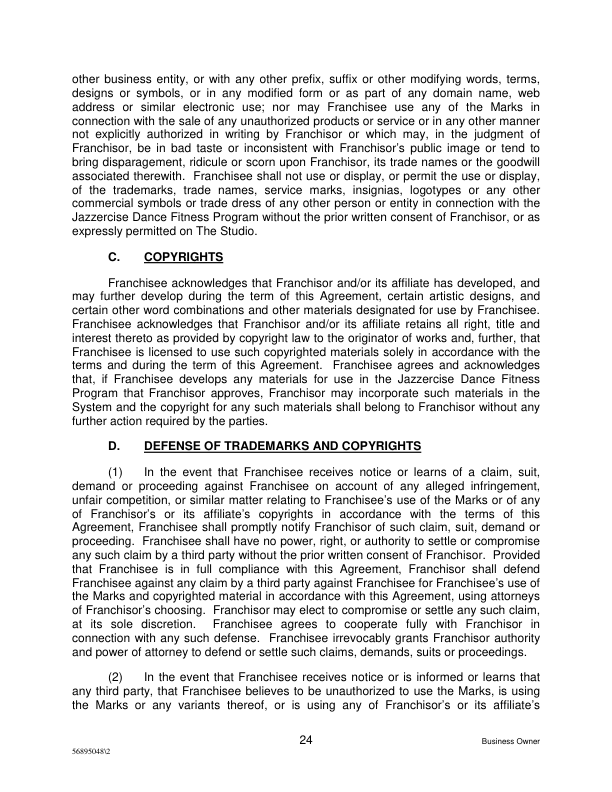 other business entity, or with any other prefix, suffix or other modifying words, terms,
designs or symbols, or in any modified form or as part of any domain name, web
address or similar electronic use; nor may Franchisee use any of the Marks in
connection with the sale of any unauthorized products or service or in any other manner
not explicitly authorized in writing by Franchisor or which may, in the judgment of
Franchisor, be in bad taste or inconsistent with Franchisor's public image or tend to
bring disparagement, ridicule or scorn upon Franchisor, its trade names or the goodwill
associated therewith. Franchisee shall not use or display, or permit the use or display,
of the trademarks, trade names, service marks, insignias, logotypes or any other
commercial symbols or trade dress of any other person or entity in connection with the
Jazzercise Dance Fitness Program without the prior written consent of Franchisor, or as
expressly permitted on The Studio.
C. COPYRIGHTS
Franchisee acknowledges that Franchisor and/or its affiliate has developed, and
may further develop during the term of this Agreement, certain artistic designs, and
certain other word combinations and other materials designated for use by Franchisee.
Franchisee acknowledges that Franchisor and/or its affiliate retains all right, title and
interest thereto as provided by copyright law to the originator of works and, further, that
Franchisee is licensed to use such copyrighted materials solely in accordance with the
terms and during the term of this Agreement. Franchisee agrees and acknowledges
that, if Franchisee develops any materials for use in the Jazzercise Dance Fitness
Program that Franchisor approves, Franchisor may incorporate such materials in the
System and the copyright for any such materials shall belong to Franchisor without any
further action required by the parties.
D. DEFENSE OF TRADEMARKS AND COPYRIGHTS
(1) In the event that Franchisee receives notice or learns of a claim, suit,
demand or proceeding against Franchisee on account of any alleged infringement,
unfair competition, or similar matter relating to Franchisee's use of the Marks or of any
of Franchisor's or its affiliate's copyrights in accordance with the terms of this
Agreement, Franchisee shall promptly notify Franchisor of such claim, suit, demand or
proceeding. Franchisee shall have no power, right, or authority to settle or compromise
any such claim by a third party without the prior written consent of Franchisor. Provided
that Franchisee is in full compliance with this Agreement, Franchisor shall defend
Franchisee against any claim by a third party against Franchisee for Franchisee's use of
the Marks and copyrighted material in accordance with this Agreement, using attorneys
of Franchisor's choosing. Franchisor may elect to compromise or settle any such claim,
at its sole discretion. Franchisee agrees to cooperate fully with Franchisor in
connection with any such defense. Franchisee irrevocably grants Franchisor authority
and power of attorney to defend or settle such claims, demands, suits or proceedings.
(2) In the event that Franchisee receives notice or is informed or learns that
any third party, that Franchisee believes to be unauthorized to use the Marks, is using
the Marks or any variants thereof, or is using any of Franchisor's or its affiliate's
24
Business Owner
56895048\2